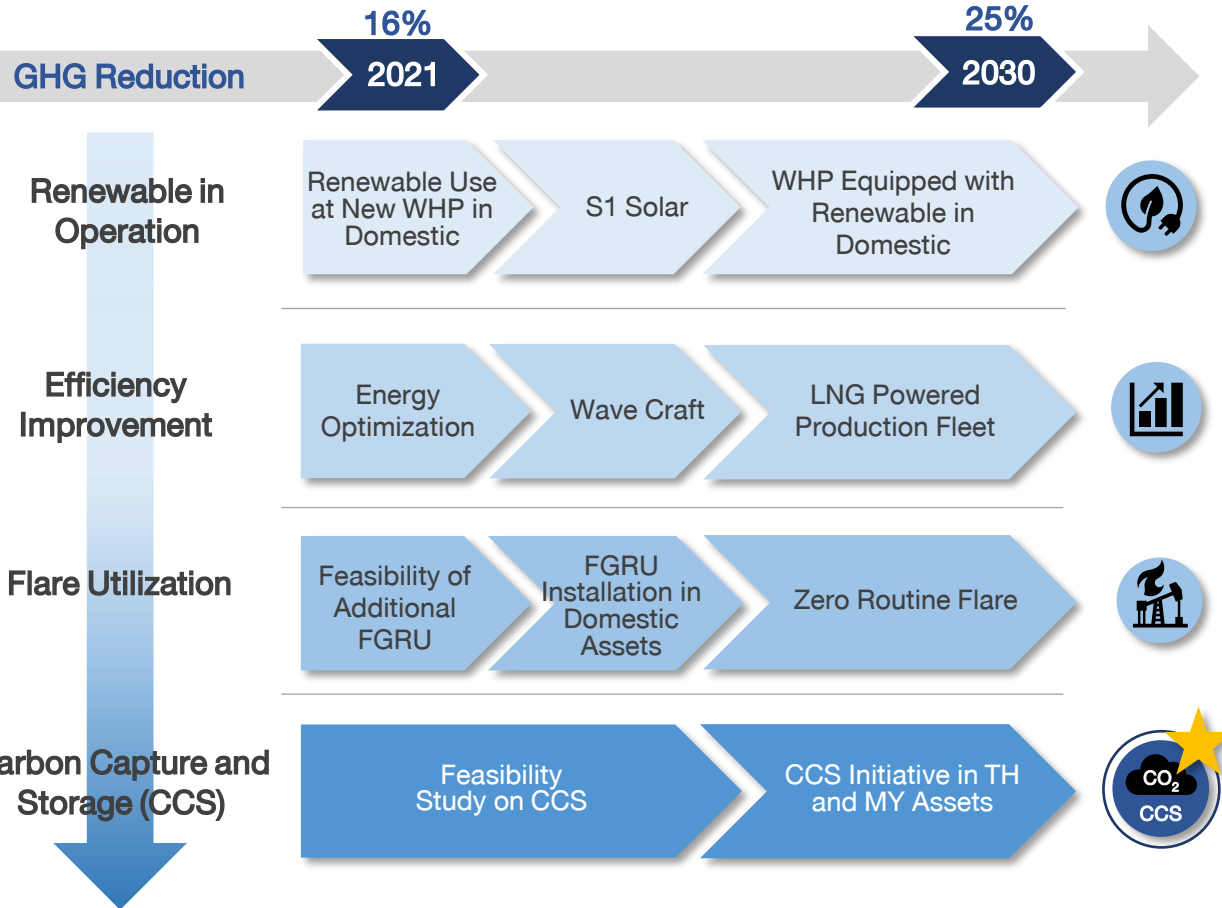 16%
25%
GHG Reduction
2021
2030
Renewable in
Operation
Renewable Use
at New WHP in
Domestic
S1 Solar
WHP Equipped with
Renewable in
Domestic
Efficiency
Improvement
Energy
Optimization
Wave Craft
LNG Powered
Production Fleet
Flare Utilization
Feasibility of
Additional
FGRU
FGRU
Installation in
Domestic
Assets
Zero Routine Flare
arbon Capture and
Storage (CCS)
Feasibility
Study on CCS
CCS Initiative in TH
and MY Assets
CO₂
CCS